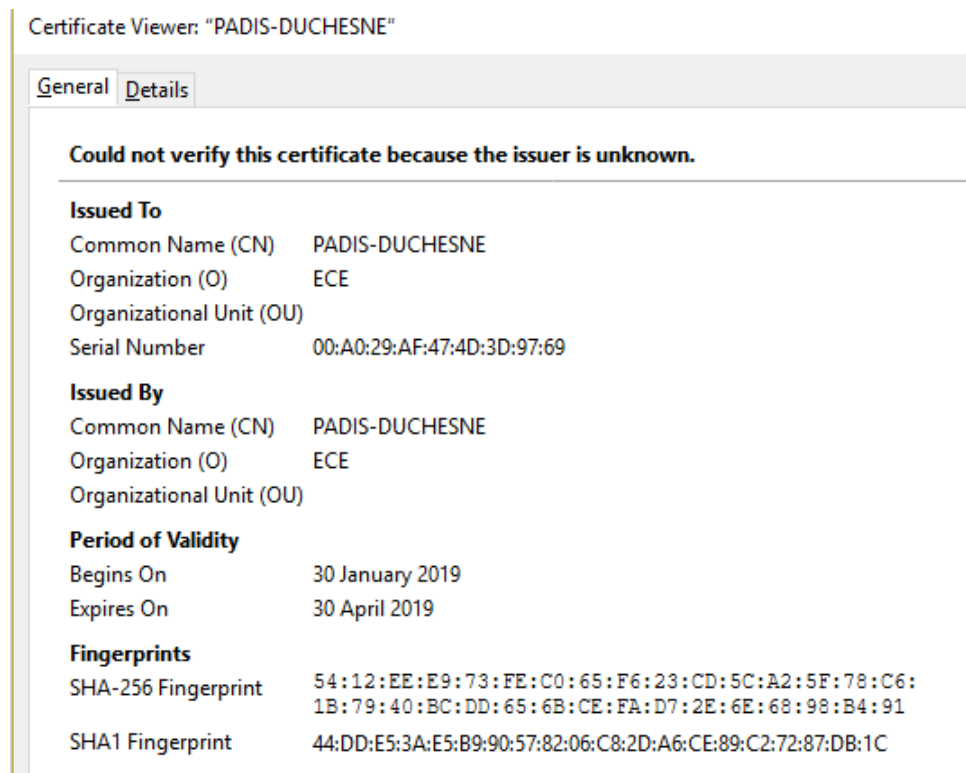 Certificate Viewer: “PADIS-DUCHESNE”
General Details
Could not verify this certificate because the issuer is unknown.
Issued To
Common Name (CN) PADIS-DUCHESNE
Organization (O) ECE
Organizational Unit (OU)
Serial Number 00:A0:29:AF:47:4D:3D:97:69
Issued By
Common Name (CN) PADIS-DUCHESNE
Organization (O) ECE
Organizational Unit (OU)
Period of Validity
Begins On 30 January 2019
Expires On 30 April 2019
Fingerprints
SHA-256 Fingerprint 54:12:EE:E9:73:FE:C0:65:F6:23:CD:5C:A2:5F:78:C6:
1B:79:40:BC:DD:65:6B:CE:FA:D7:2E:6E:68:98:B4:91
SHA1 Fingerprint 44:DD:E5:3A:E5:B9:90:57:82:06:C8:2D:A6:CE:89:C2:72:87:DB:1C